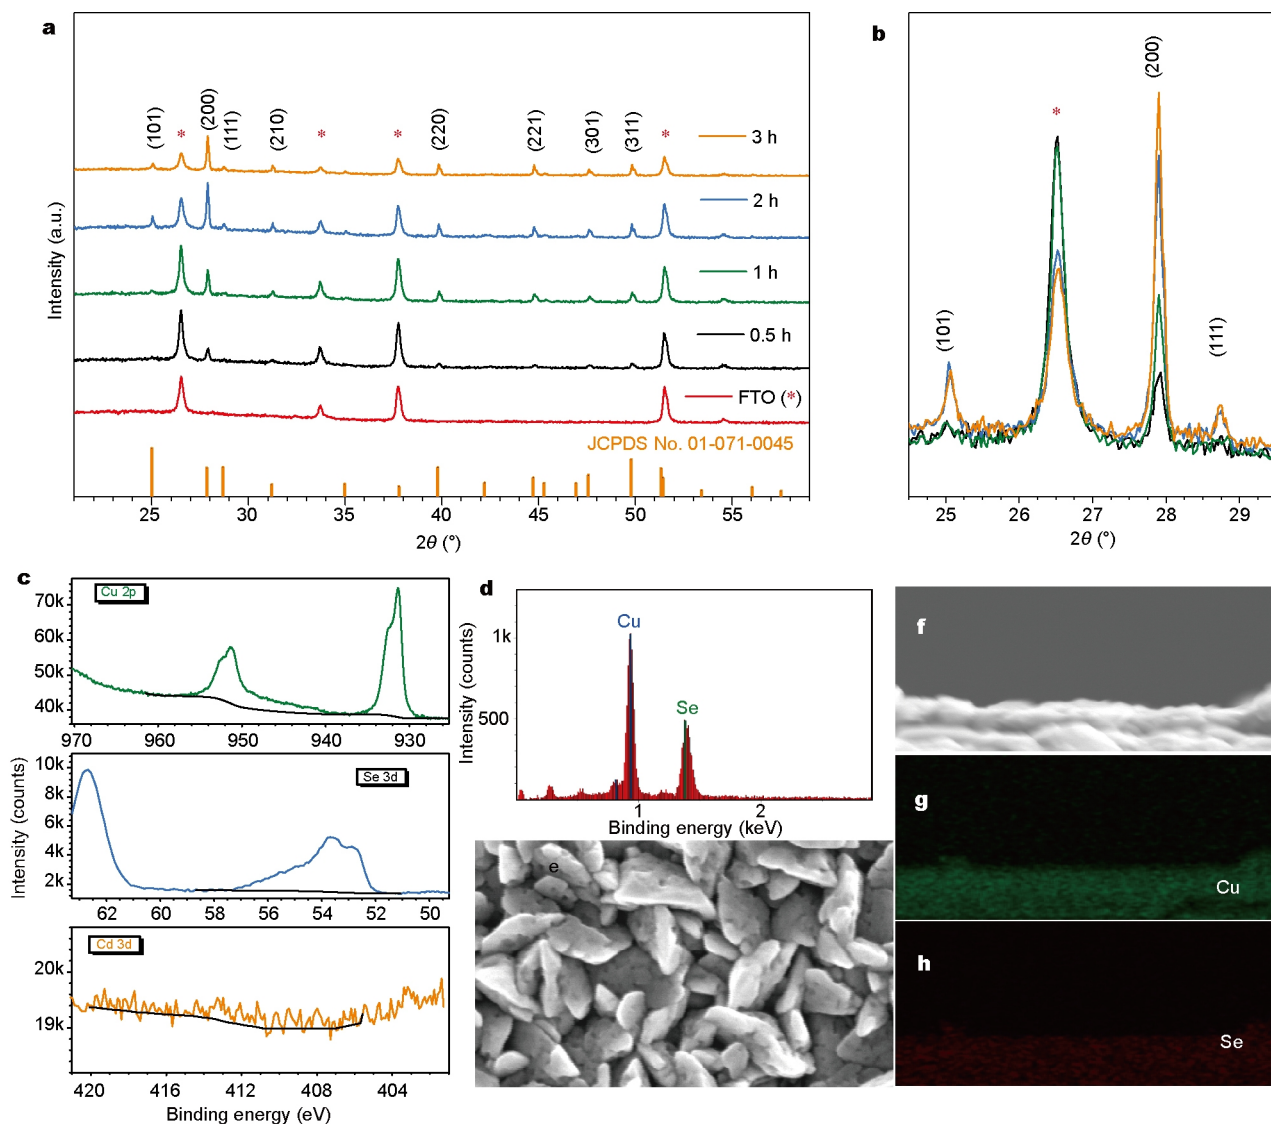 a
(101)
*
(200)
(111)
(210)
*
*
(220)
(221)
(301)
(311)
*
3 h
2 h
1 h
0.5 h
FTO (*)
JCPDS No. 01-071-0045
Intensity (a.u.)
25 30 35 40 45 50 55
2θ (°)
b
(101)
*
(200)
(111)
25 26 27 28 29
2θ (°)
c
Cu 2p
70k
60k
50k
40k
970 960 950 940 930
Se 3d
10k
8k
6k
4k
2k
62 60 58 56 54 52 50
Intensity (counts)
Cd 3d
20k
19k
420 416 412 408 404
Binding energy (eV)
d
Cu
Se
1k
500
Intensity (counts)
1 2
Binding energy (keV)
e
f
g
Cu
h
Se